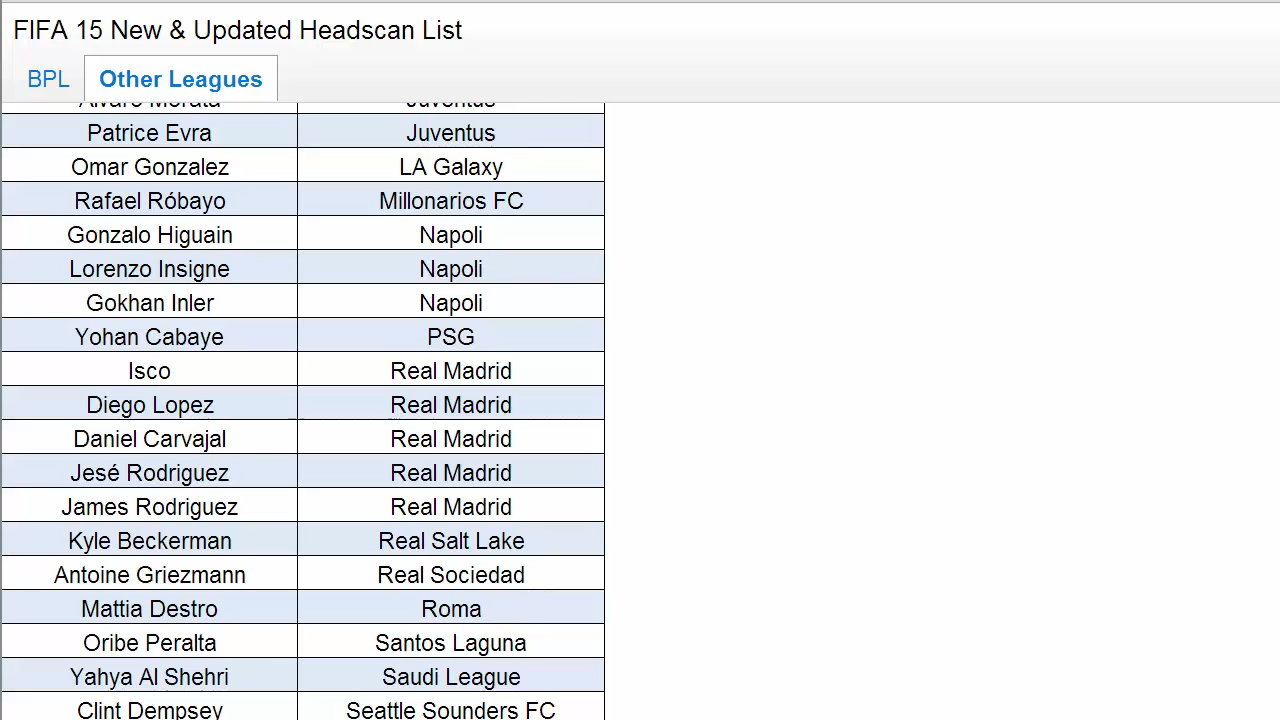 FIFA 15 New & Updated Headscan List
BPL Other Leagues
Alvaro Morata Juventus
Patrice Evra Juventus
Omar Gonzalez LA Galaxy
Rafael Róbayo Millonarios FC
Gonzalo Higuain Napoli
Lorenzo Insigne Napoli
Gokhan Inler Napoli
Yohan Cabaye PSG
Isco Real Madrid
Diego Lopez Real Madrid
Daniel Carvajal Real Madrid
Jesé Rodriguez Real Madrid
James Rodriguez Real Madrid
Kyle Beckerman Real Salt Lake
Antoine Griezmann Real Sociedad
Mattia Destro Roma
Oribe Peralta Santos Laguna
Yahya Al Shehri Saudi League
Clint Dempsey Seattle Sounders FC